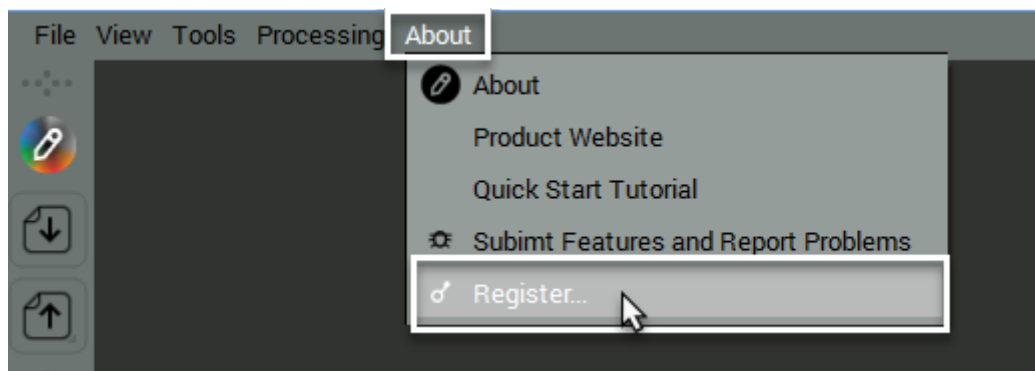 File View Tools Processing About
About
Product Website
Quick Start Tutorial
Subimt Features and Report Problems
Register...